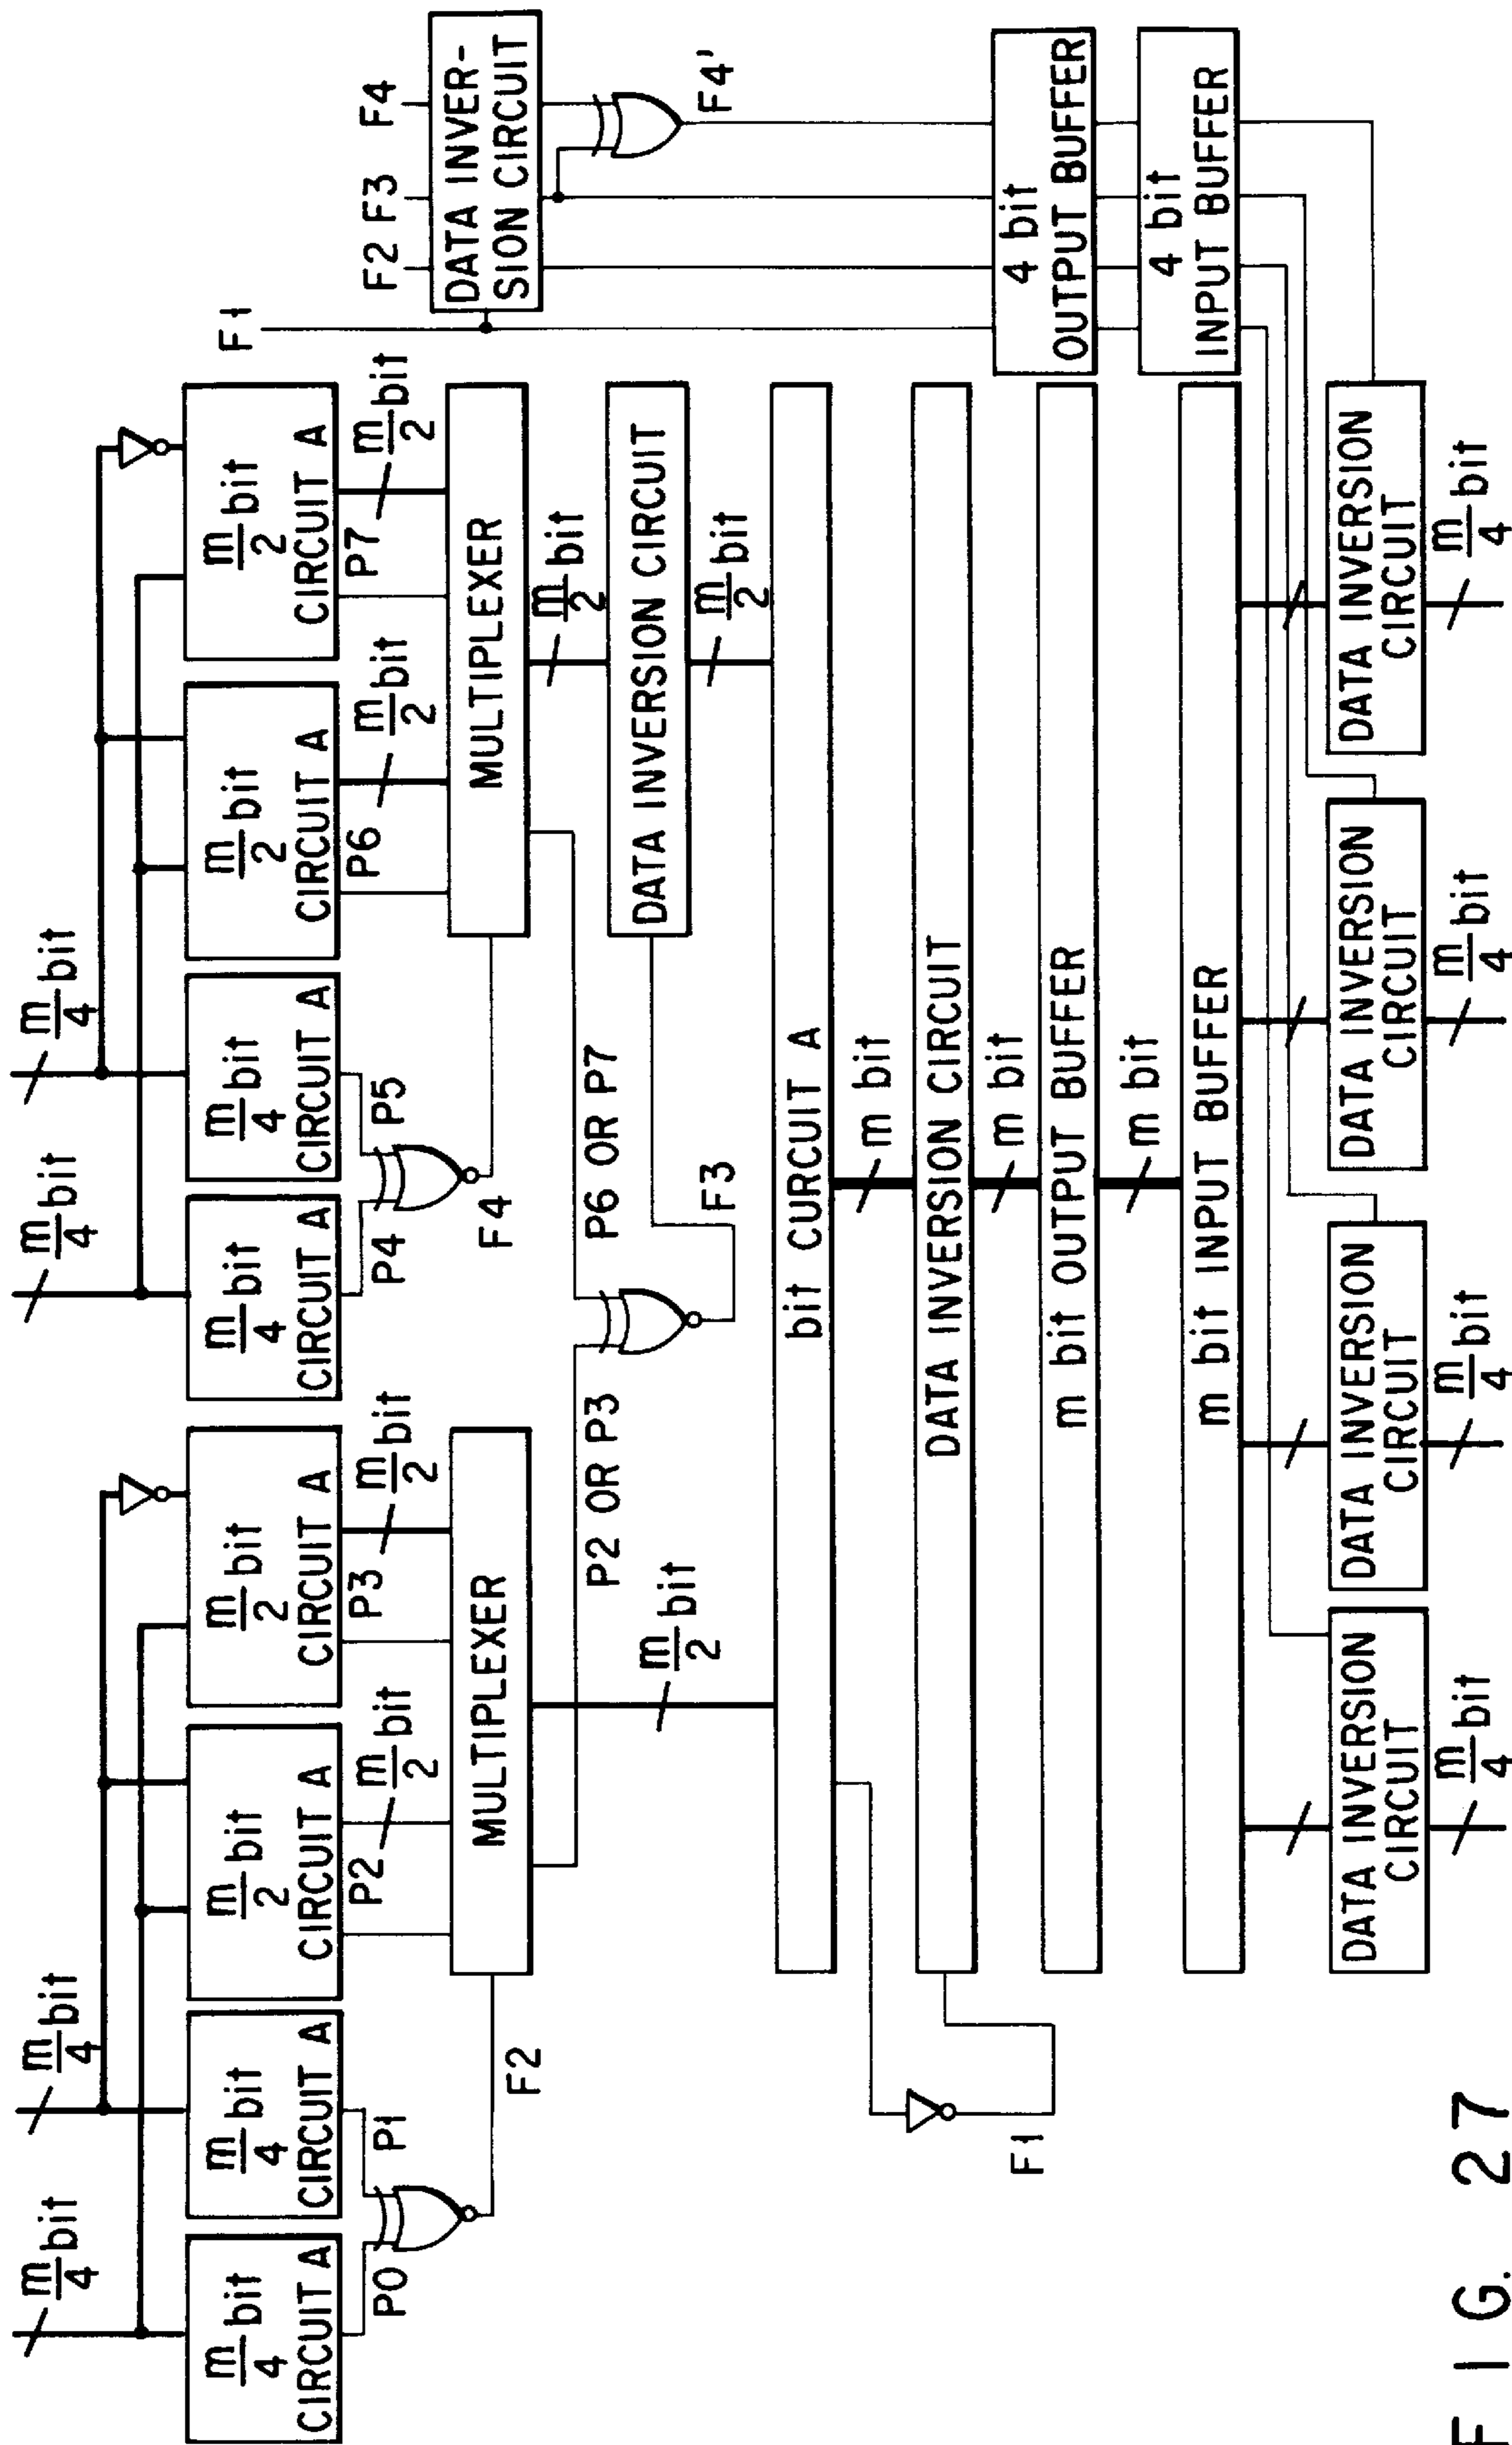 m/4 bit
m/4 bit
m/4 bit
m/4 bit
m/4 bit
CIRCUIT A
m/4 bit
CIRCUIT A
m/2 bit
CIRCUIT A
m/2 bit
CIRCUIT A
m/4 bit
CIRCUIT A
m/4 bit
CIRCUIT A
m/2 bit
CIRCUIT A
m/2 bit
CIRCUIT A
F1
F2
F3
F4
P0
P1
P2
m/2 bit
P3
m/2 bit
P4
P5
P6
m/2 bit
P7
m/2 bit
DATA INVER-
SION CIRCUIT
F2
MULTIPLEXER
F4
MULTIPLEXER
F4'
P2 OR P3
P6 OR P7
m/2 bit
m/2 bit
F3
DATA INVERSION CIRCUIT
m/2 bit
bit CURCUIT A
m bit
F1
DATA INVERSION CIRCUIT
m bit
4 bit
OUTPUT BUFFER
m bit OUTPUT BUFFER
m bit
4 bit
INPUT BUFFER
m bit INPUT BUFFER
DATA INVERSION
CIRCUIT
DATA INVERSION
CIRCUIT
DATA INVERSION
CIRCUIT
DATA INVERSION
CIRCUIT
m/4 bit
m/4 bit
m/4 bit
m/4 bit
FIG. 27